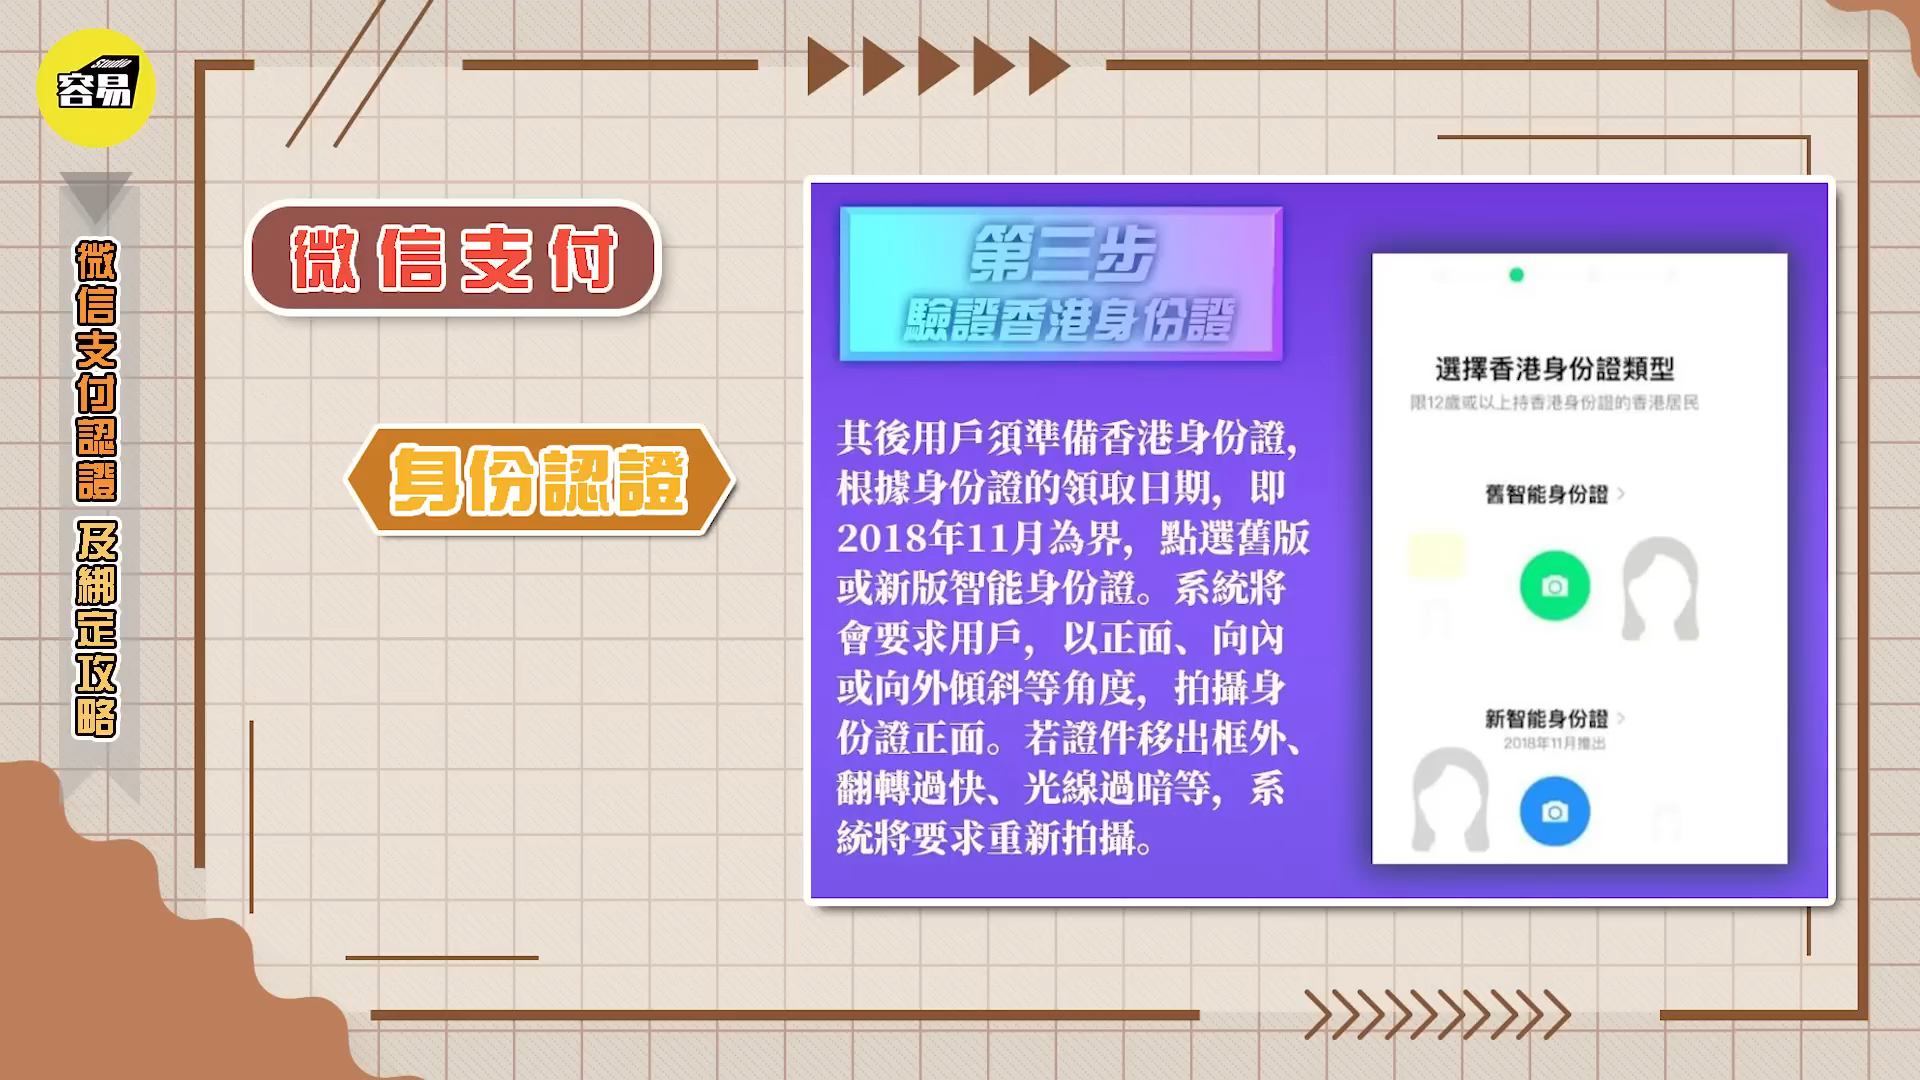 Studio
容易
微信支付認證 及綁定攻略
微信支付
身份認證
第三步
驗證香港身份證
其後用戶須準備香港身份證，
根據身份證的領取日期，即
2018年11月為界，點選舊版
或新版智能身份證。系統將
會要求用戶，以正面、向內
或向外傾斜等角度，拍攝身
份證正面。若證件移出框外、
翻轉過快、光線過暗等，系
統將要求重新拍攝。
選擇香港身份證類型
限12歲或以上持香港身份證的香港居民
舊智能身份證
新智能身份證
2018年11月推出